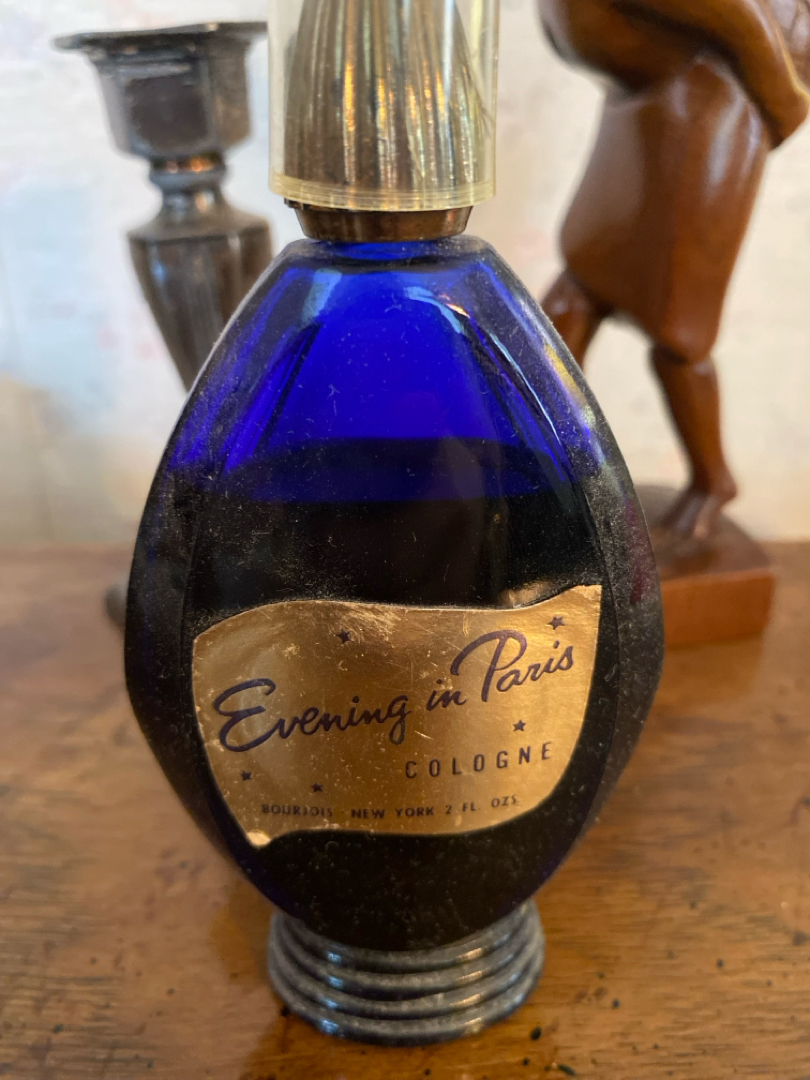 Evening in Paris
COLOGNE
BOURJOIS - NEW YORK 2 FL. OZS.